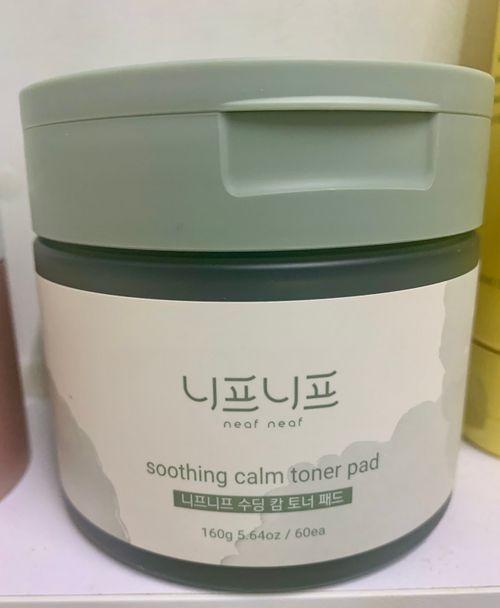 니프니프
neaf neaf
soothing calm toner pad
니프니프 수딩 캄 토너 패드
160g 5.64oz / 60ea